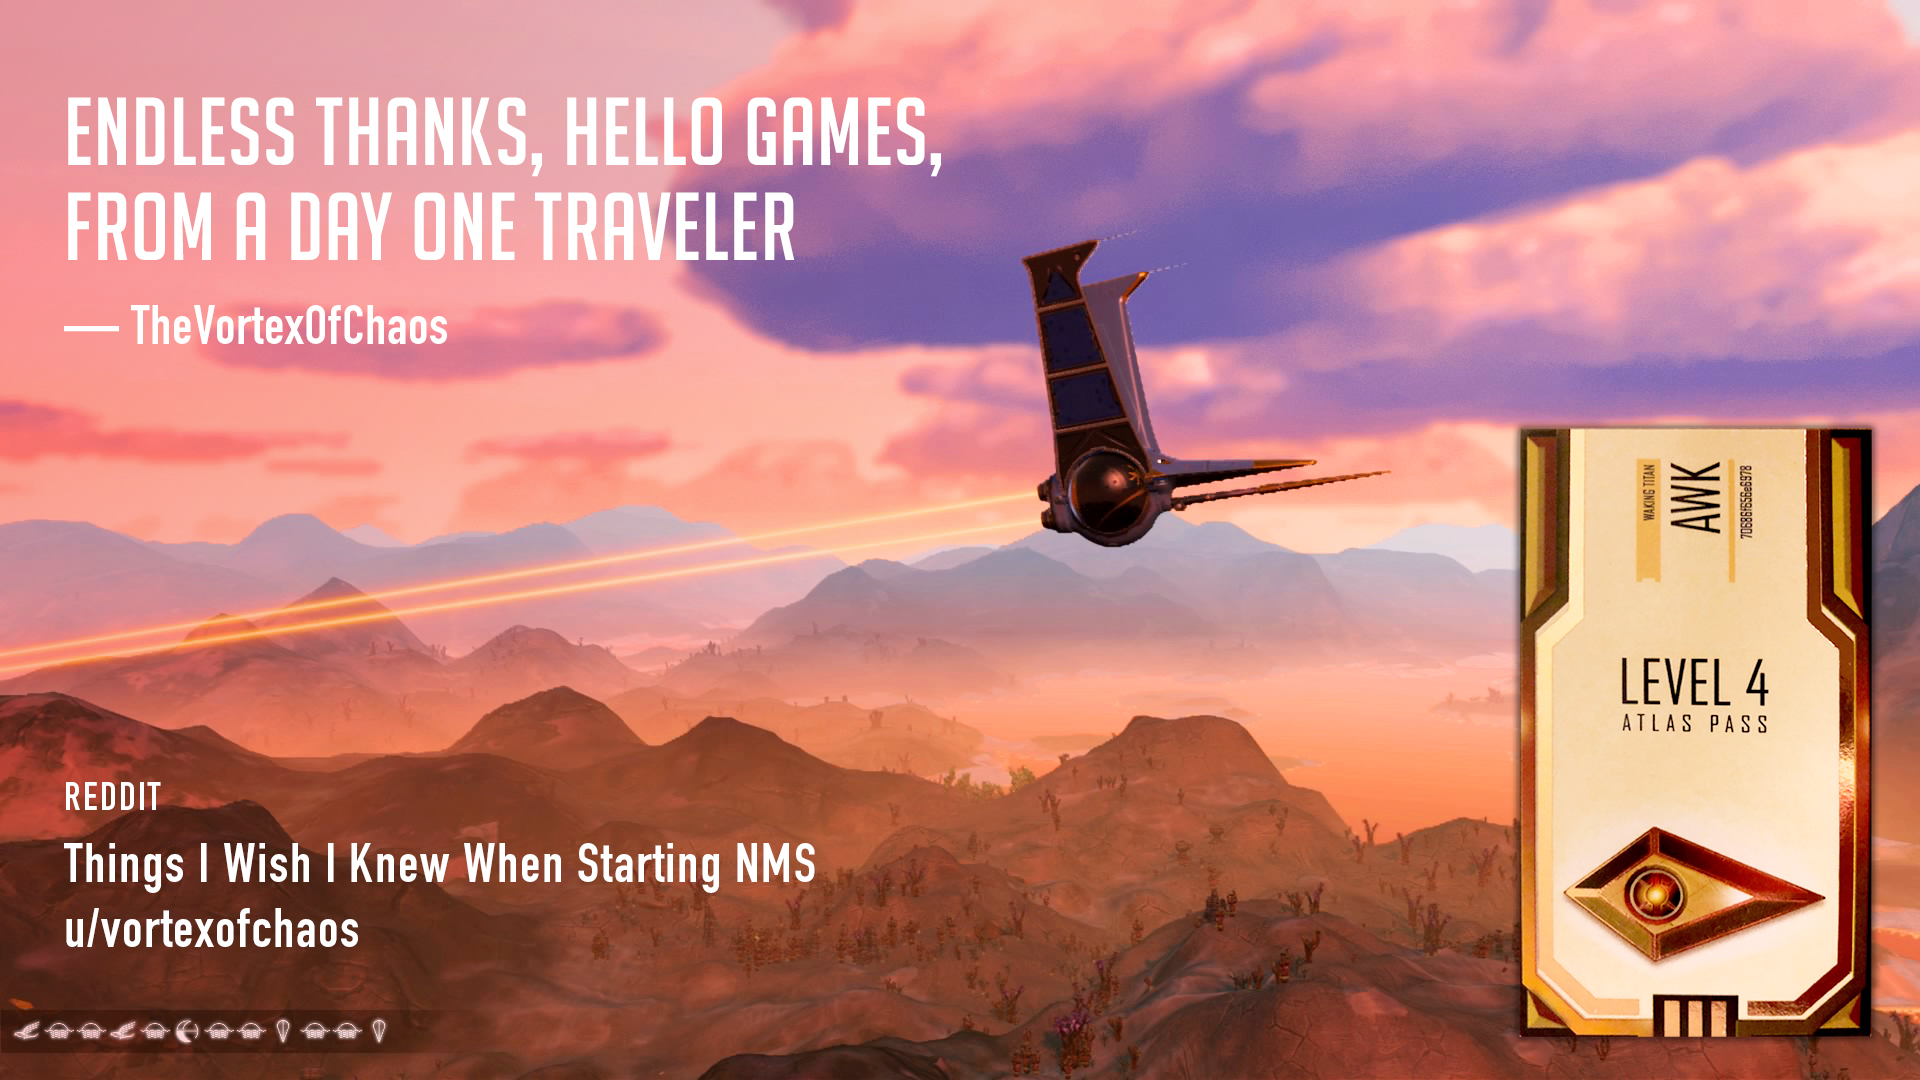 ENDLESS THANKS, HELLO GAMES,
FROM A DAY ONE TRAVELER
— TheVortexOfChaos
WAKING TITAN
AWK
70686f656e6978
LEVEL 4
ATLAS PASS
REDDIT
Things I Wish I Knew When Starting NMS
u/vortexofchaos